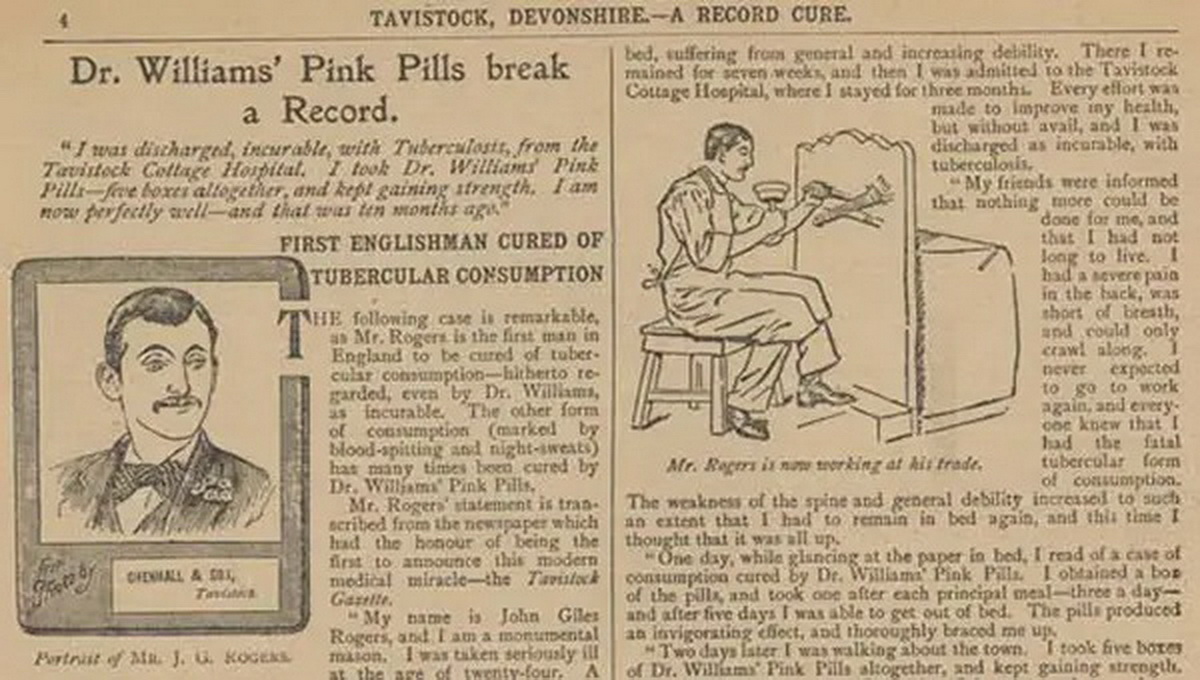 4
TAVISTOCK, DEVONSHIRE.—A RECORD CURE.
Dr. Williams' Pink Pills break
a Record.
"I was discharged, incurable, with Tuberculosis, from the
Tavistock Cottage Hospital. I took Dr. Williams' Pink
Pills—five boxes altogether, and kept gaining strength. I am
now perfectly well—and that was ten months ago."
FIRST ENGLISHMAN CURED OF
TUBERCULAR CONSUMPTION
THE following case is remarkable,
as Mr. Rogers is the first man in
England to be cured of tuber-
cular consumption—hitherto re-
garded, even by Dr. Williams,
as incurable. The other form
of consumption (marked by
blood-spitting and night-sweats)
has many times been cured by
Dr. Williams' Pink Pills.
Mr. Rogers' statement is tran-
scribed from the newspaper which
had the honour of being the
first to announce this modern
medical miracle—the Tavistock
Gazette.
"My name is John Giles
Rogers, and I am a monumental
mason. I was taken seriously ill
at the age of twenty-four. A
Photo by
& 
Tavistock.
Portrait of MR. J. G. ROGERS.
bed, suffering from general and increasing debility. There I re-
mained for seven weeks, and then I was admitted to the Tavistock
Cottage Hospital, where I stayed for three months. Every effort was
made to improve my health,
but without avail, and I was
discharged as incurable, with
tuberculosis.
"My friends were informed
that nothing more could be
done for me, and
that I had not
long to live. I
had a severe pain
in the back, was
short of breath,
and could only
crawl along. I
never expected
to go to work
again, and every-
one knew that I
had the fatal
tubercular form
of consumption.
Mr. Rogers is now working at his trade.
The weakness of the spine and general debility increased to such
an extent that I had to remain in bed again, and this time I
thought that it was all up.
"One day, while glancing at the paper in bed, I read of a case of
consumption cured by Dr. Williams' Pink Pills. I obtained a box
of the pills, and took one after each principal meal—three a day—
and after five days I was able to get out of bed. The pills produced
an invigorating effect, and thoroughly braced me up.
"Two days later I was walking about the town. I took five boxes
of Dr. Williams' Pink Pills altogether, and kept gaining strength.